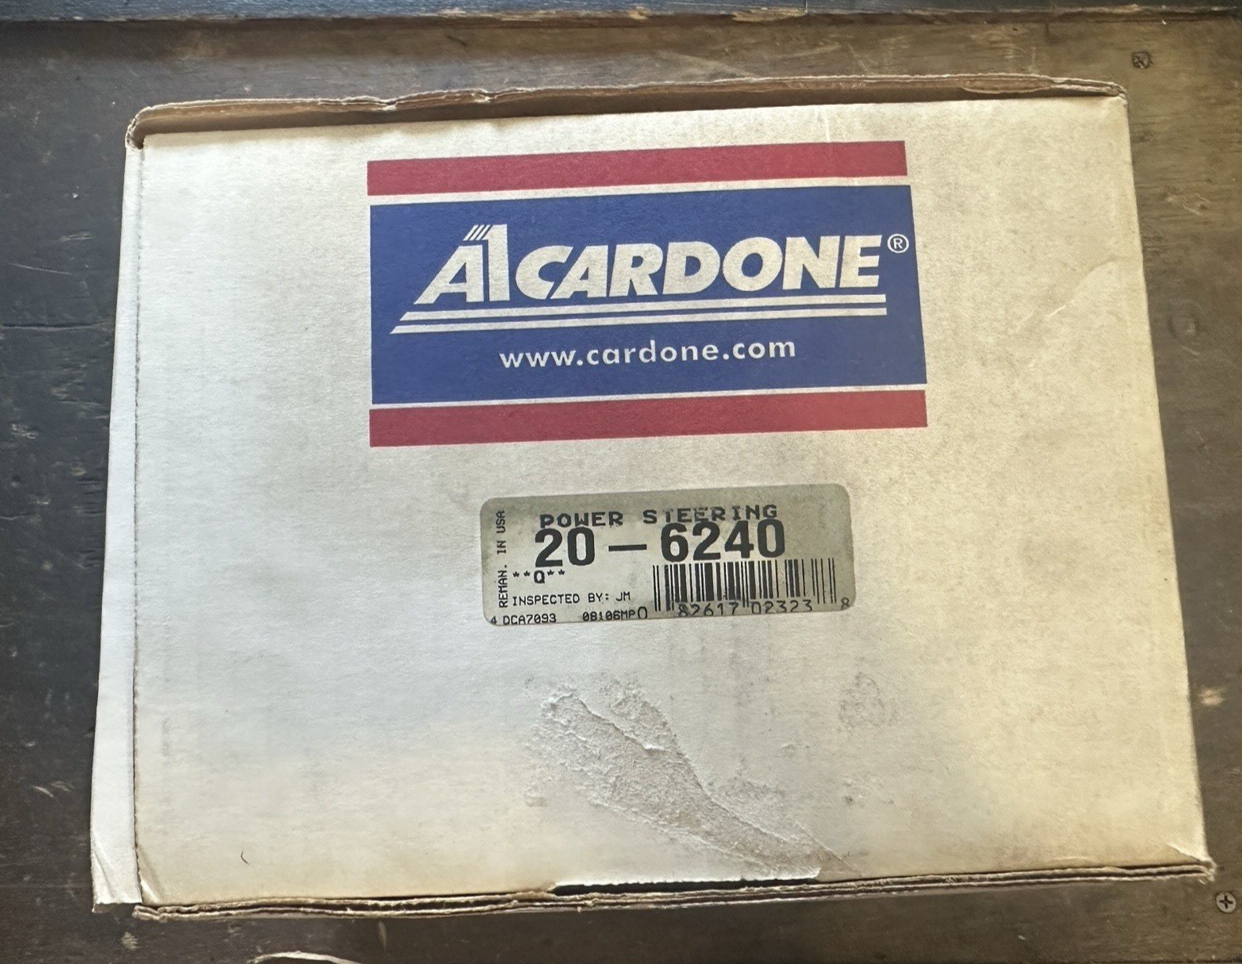 A1CARDONE®
www.cardone.com
REMAN. IN USA
POWER STEERING
20-6240
**Q**
INSPECTED BY: JM
4 DCA7093 08106MP
0 82617 02323 8